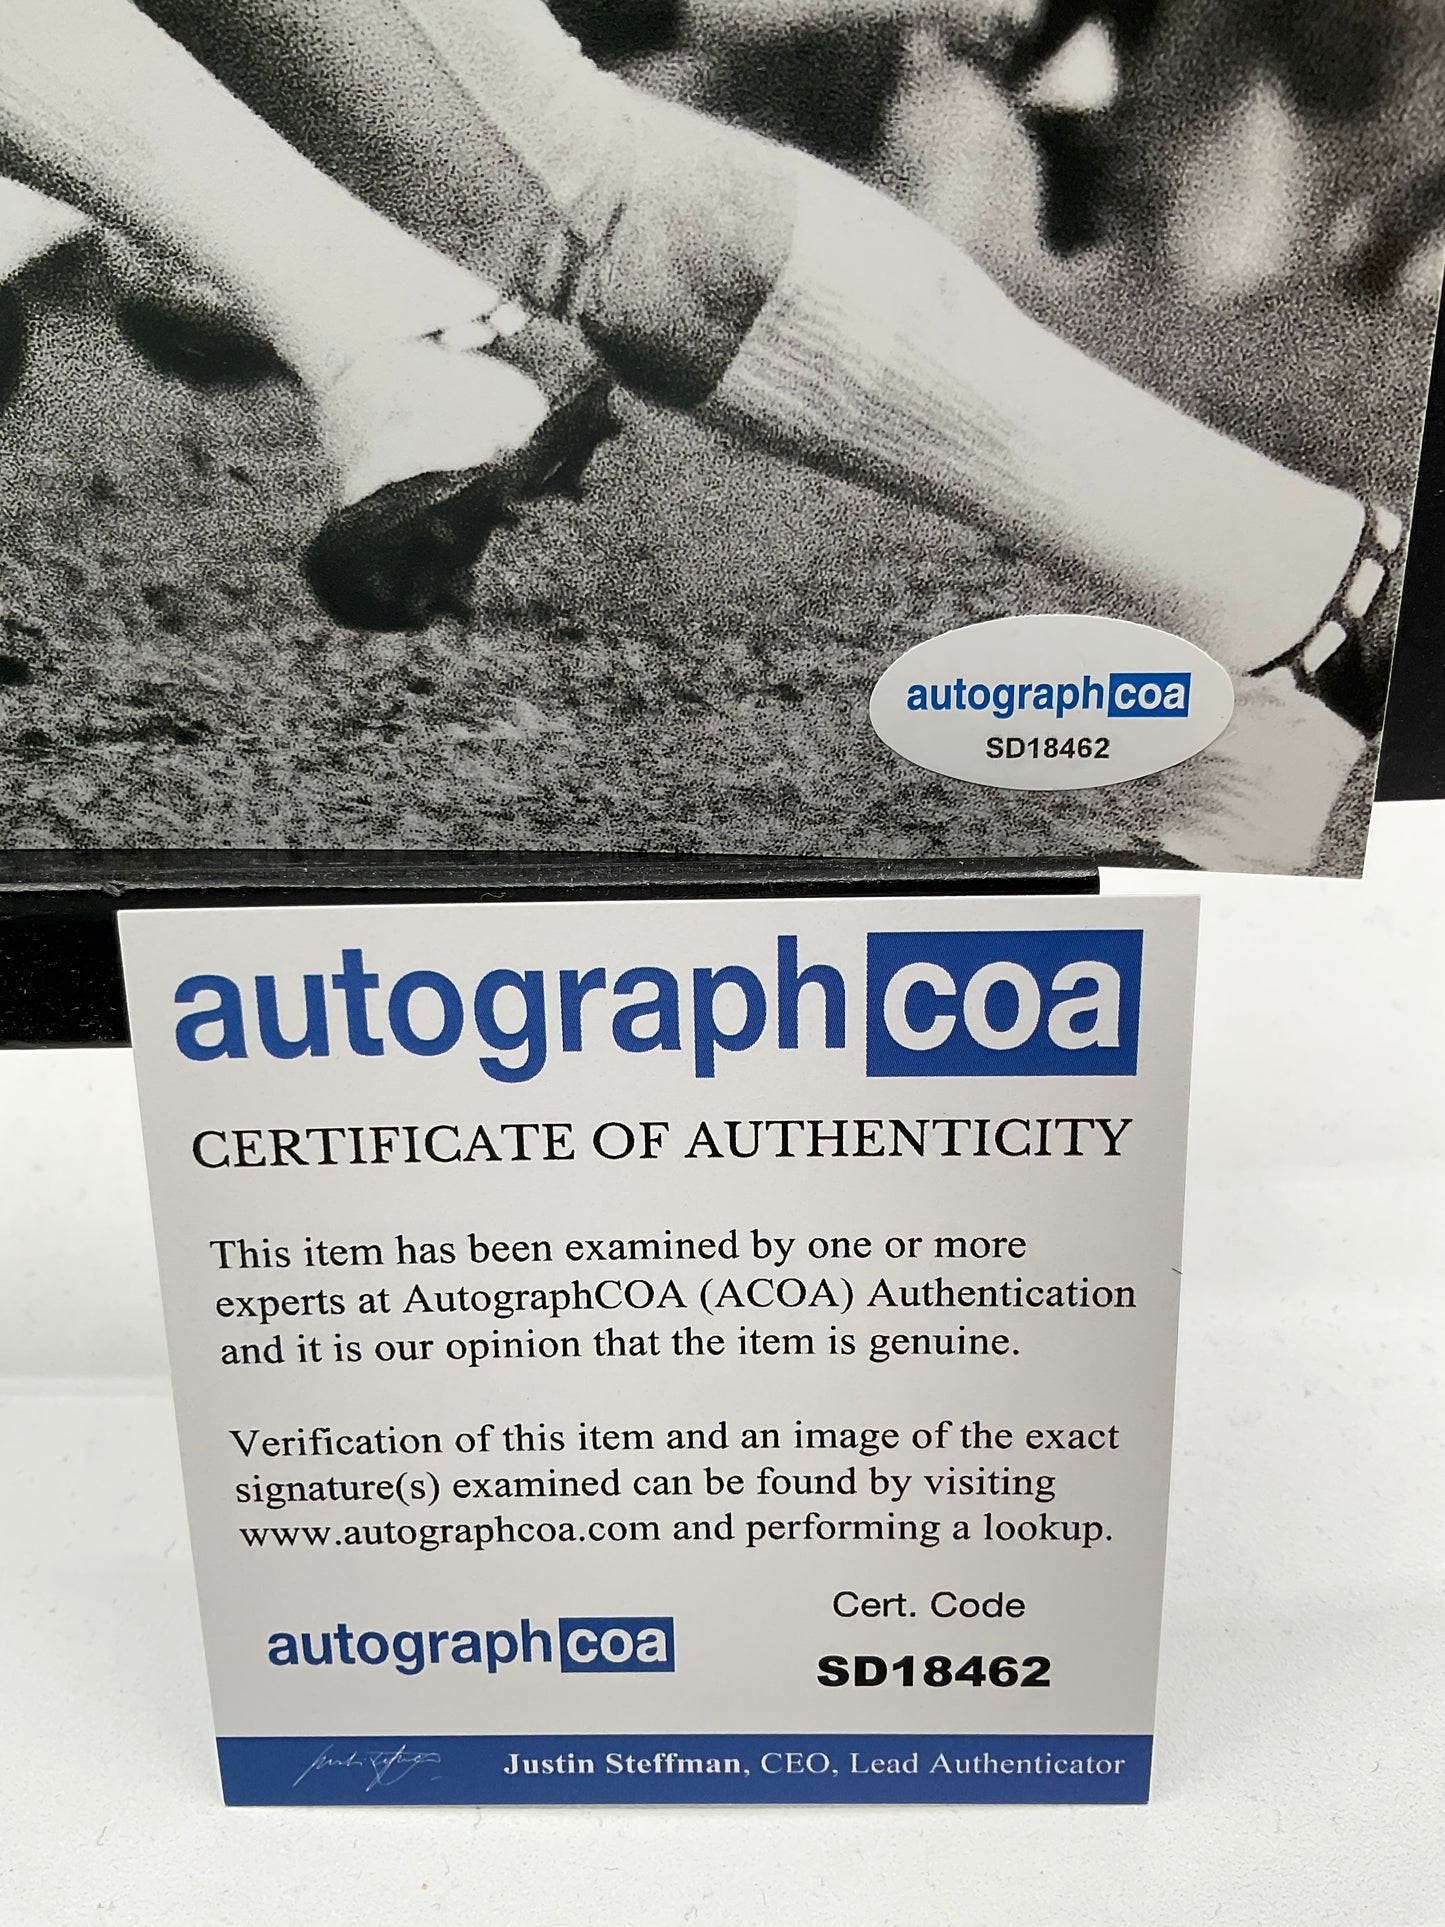 autographcoa
SD18462
autographcoa
CERTIFICATE OF AUTHENTICITY
This item has been examined by one or more
experts at AutographCOA (ACOA) Authentication
and it is our opinion that the item is genuine.
Verification of this item and an image of the exact
signature(s) examined can be found by visiting
www.autographcoa.com and performing a lookup.
Cert. Code
autographcoa
SD18462
Justin Steffman, CEO, Lead Authenticator